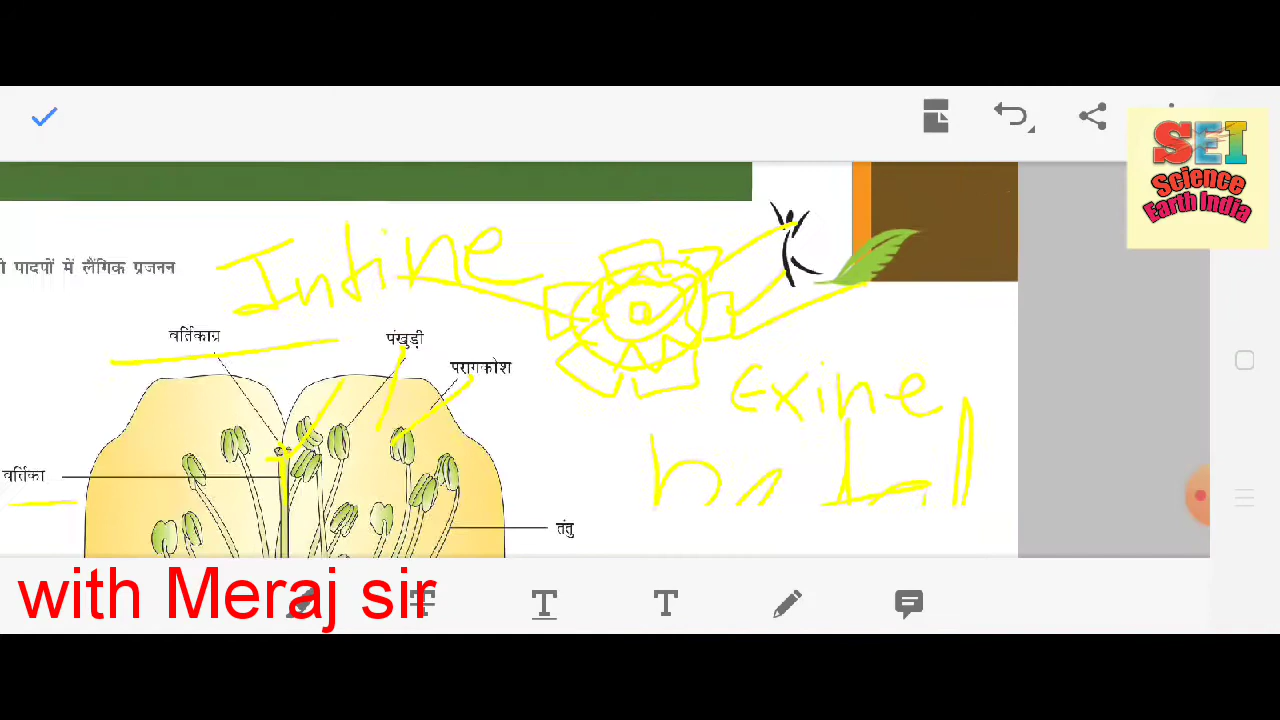 SEI
Science
Earth India
पादपों में लैंगिक प्रजनन
Intine
वर्तिकाग्र
पंखुड़ी
परागकोश
Exine
वर्तिका
तंतु
with Meraj sir